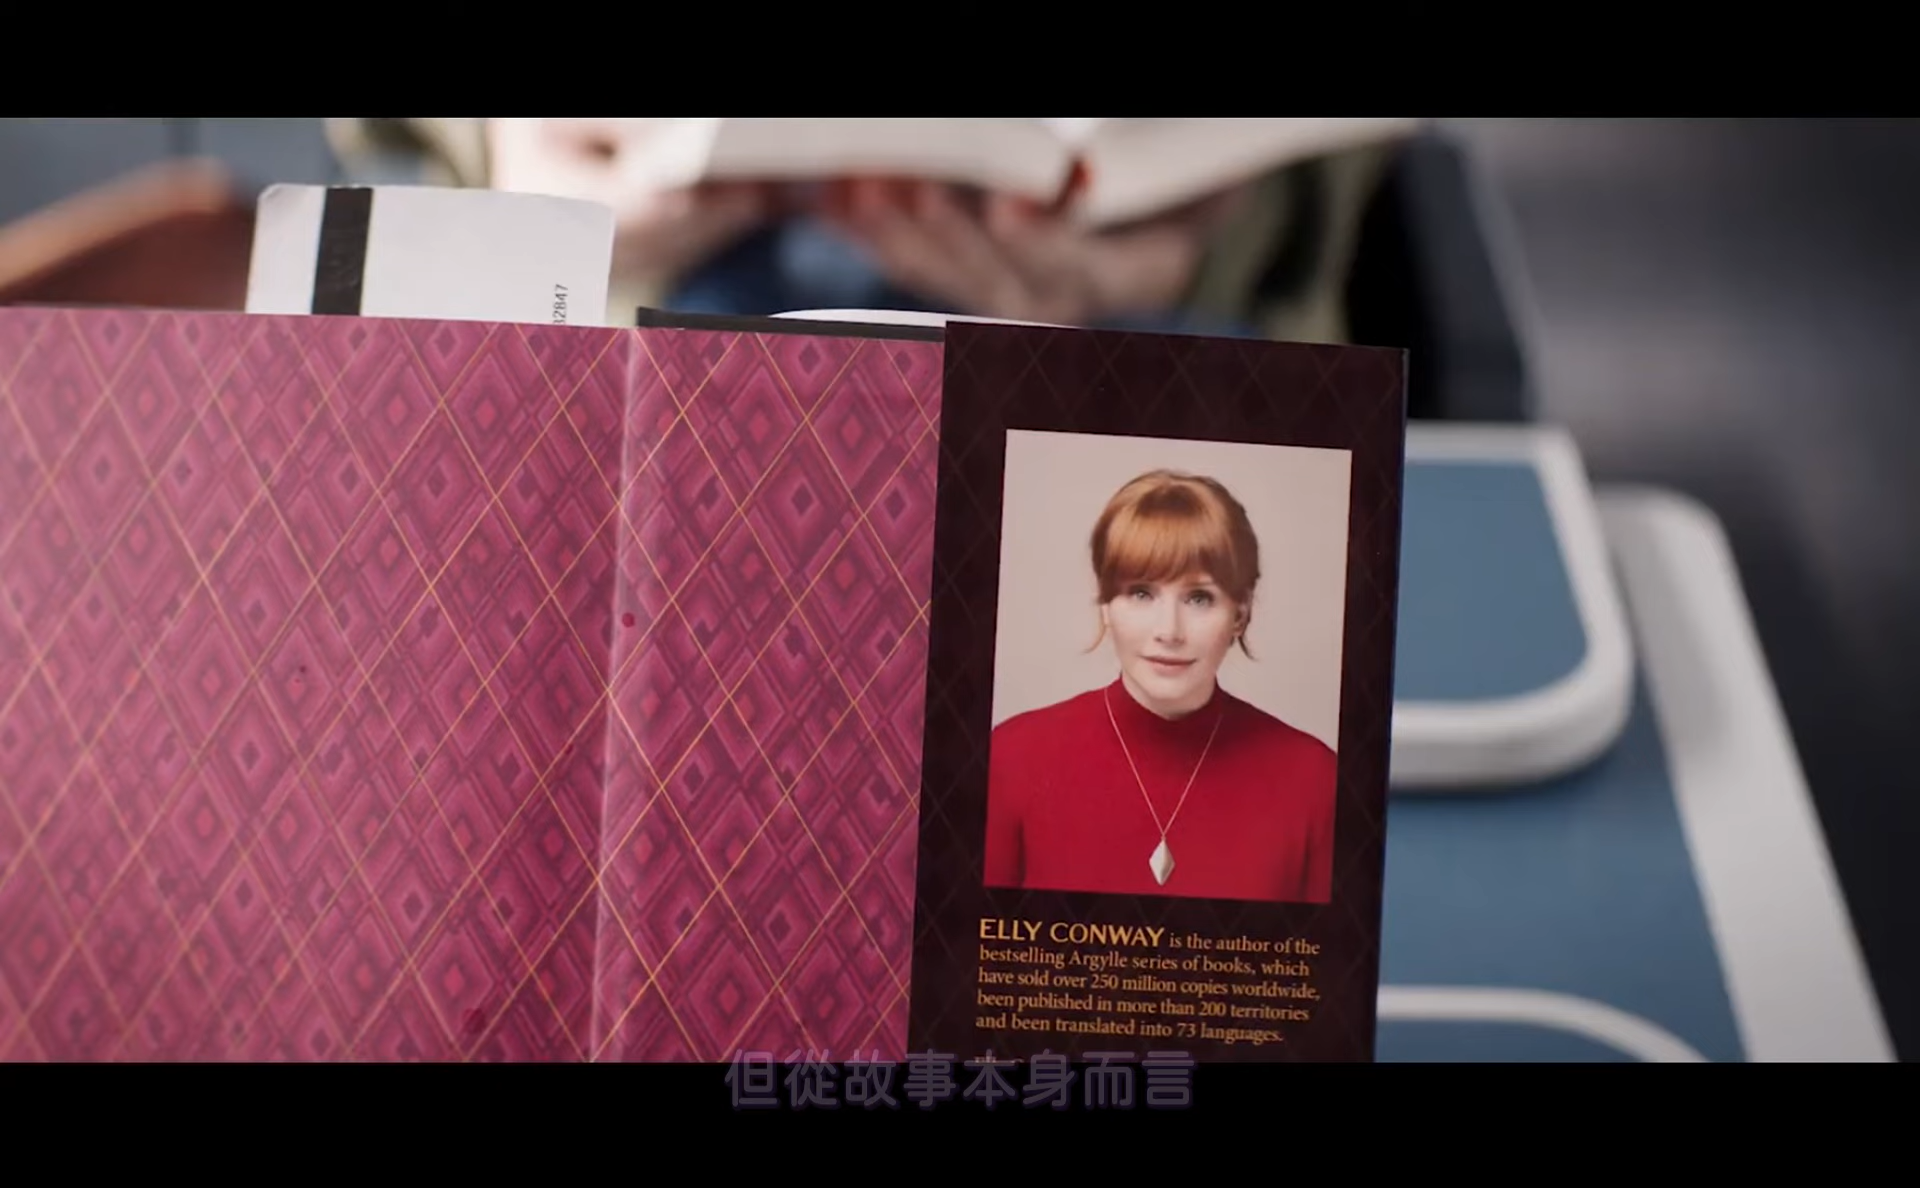 32847
ELLY CONWAY is the author of the
bestselling Argylle series of books, which
have sold over 250 million copies worldwide,
been published in more than 200 territories
and been translated into 73 languages.
但從故事本身而言